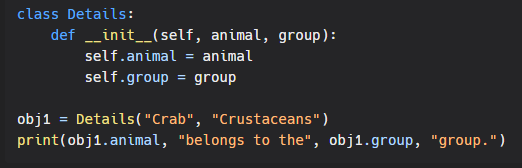 class Details:
    def __init__(self, animal, group):
        self.animal = animal
        self.group = group

obj1 = Details("Crab", "Crustaceans")
print(obj1.animal, "belongs to the", obj1.group, "group.")